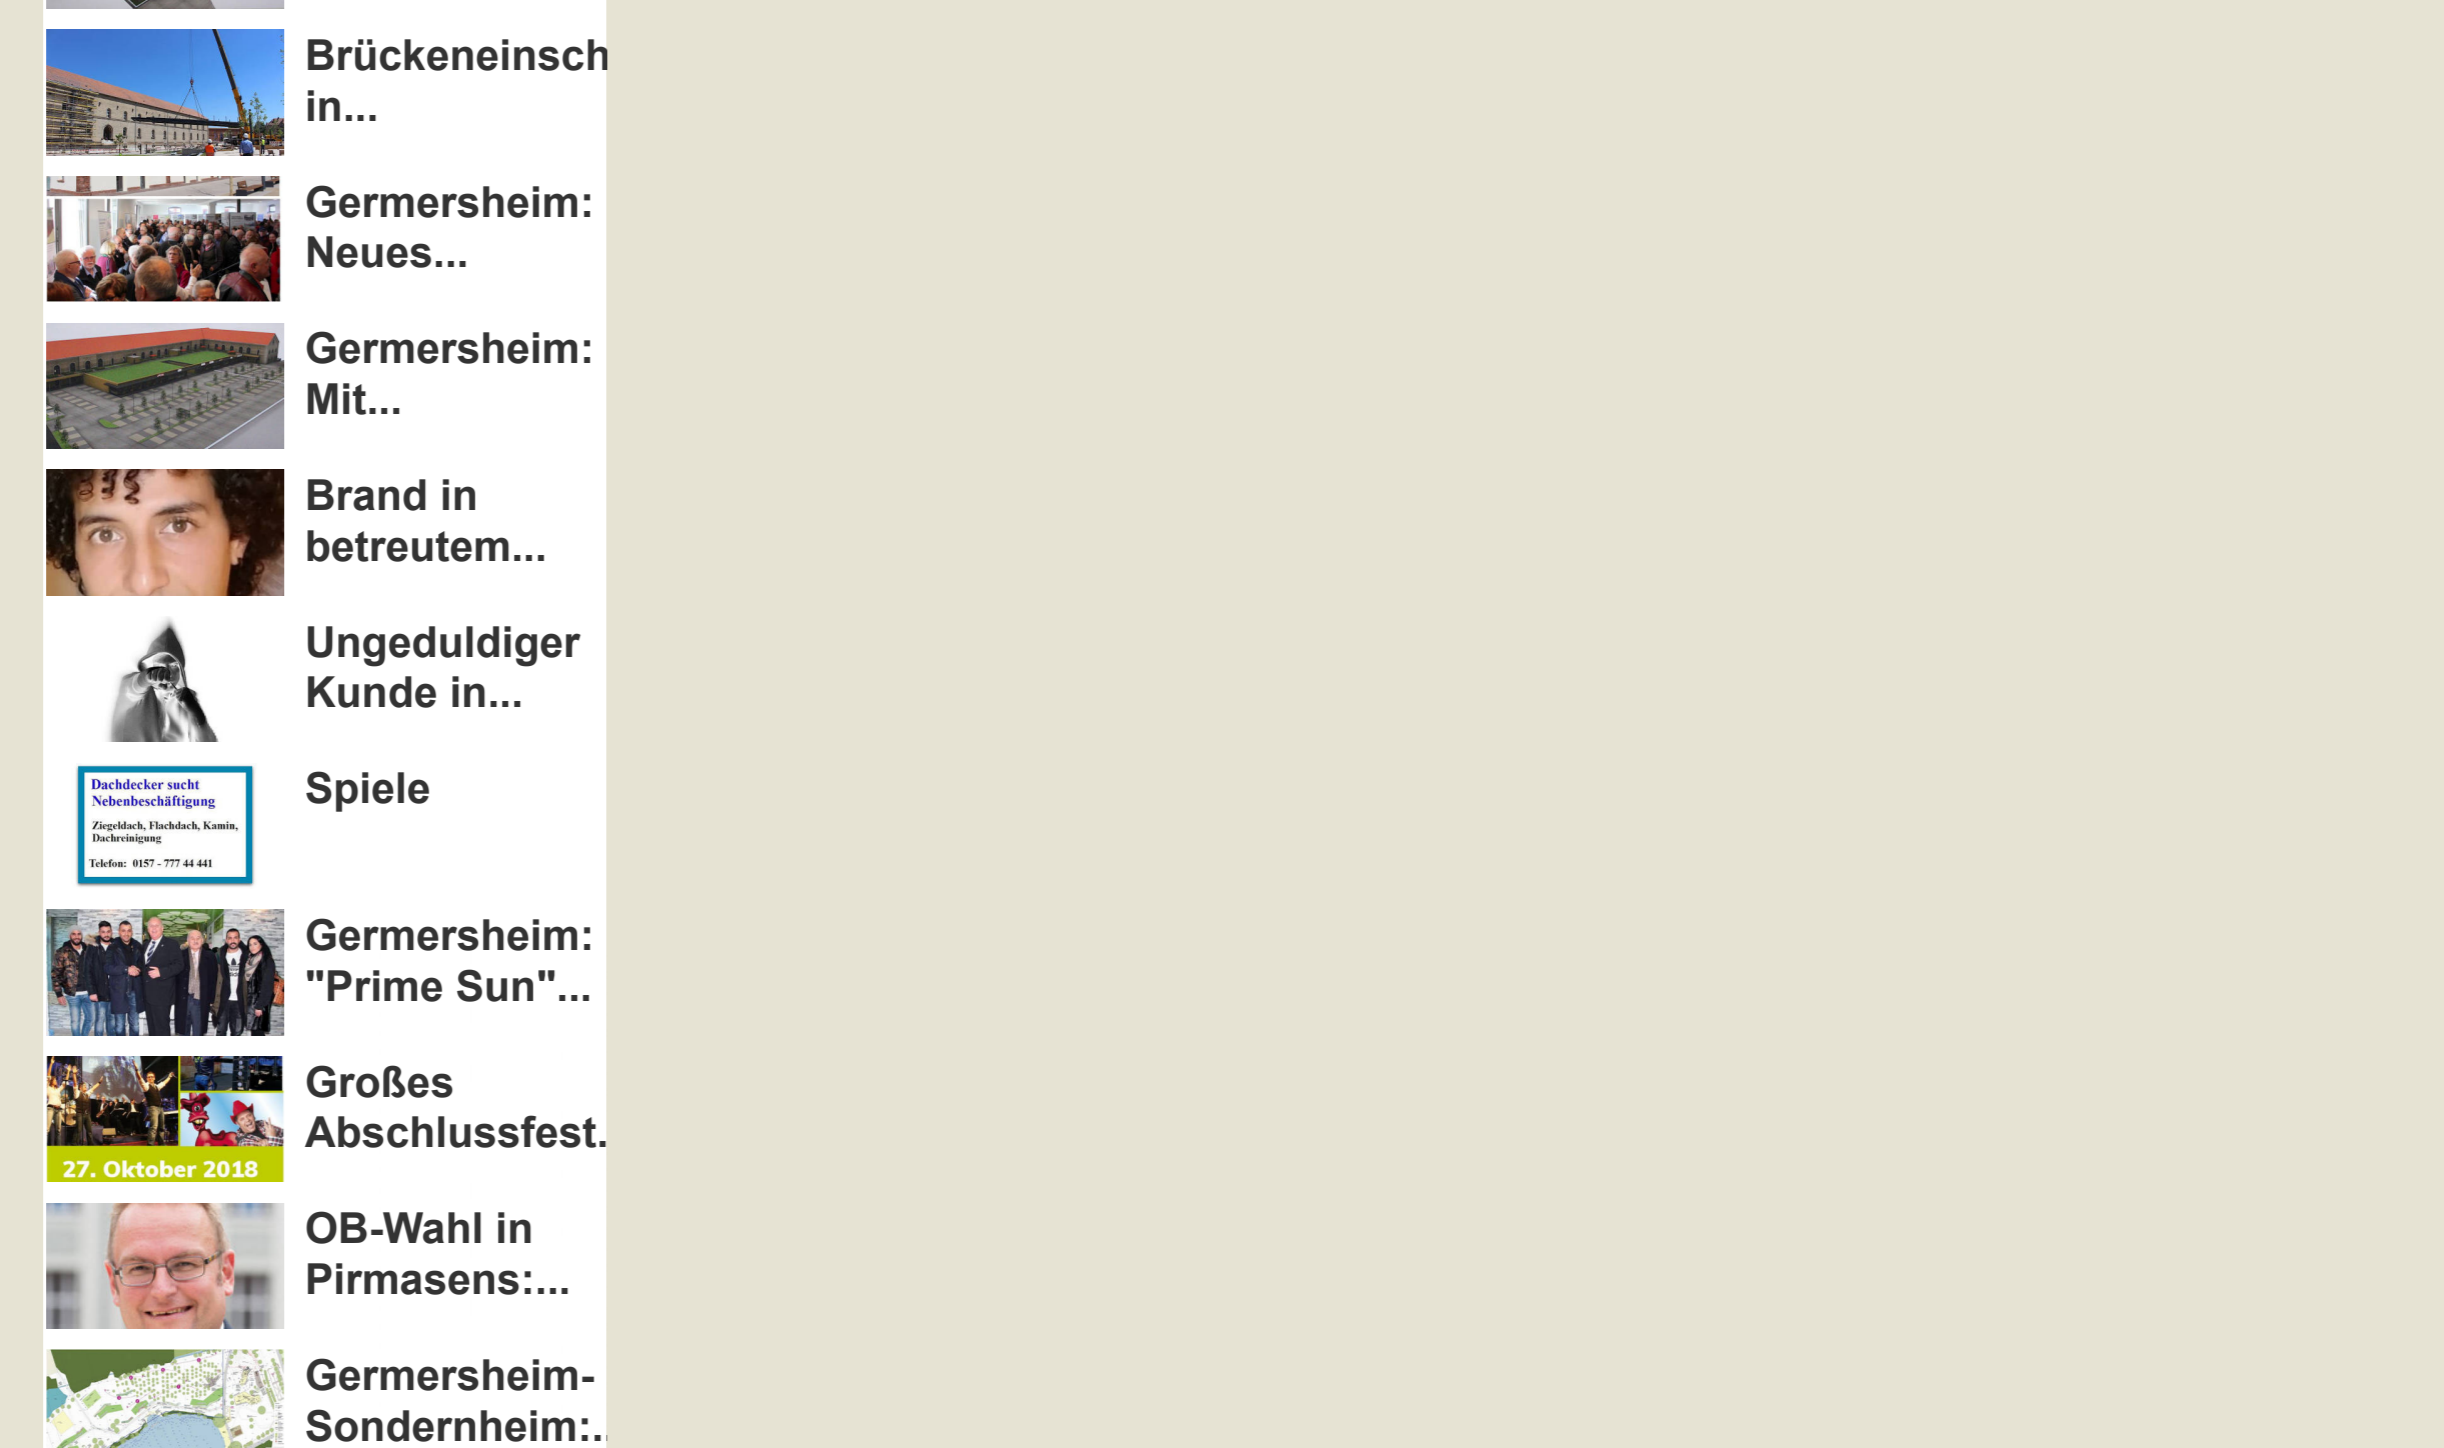 Brückeneinsch
in...
Germersheim:
Neues...
Germersheim:
Mit...
Brand in
betreutem...
Ungeduldiger
Kunde in...
Dachdecker sucht
Nebenbeschäftigung
Ziegeldach, Flachdach, Kamin,
Dachreinigung
Telefon: 0157 - 777 44 441
Spiele
Germersheim:
"Prime Sun"...
27. Oktober 2018
Großes
Abschlussfest.
OB-Wahl in
Pirmasens:...
Germersheim-
Sondernheim:..